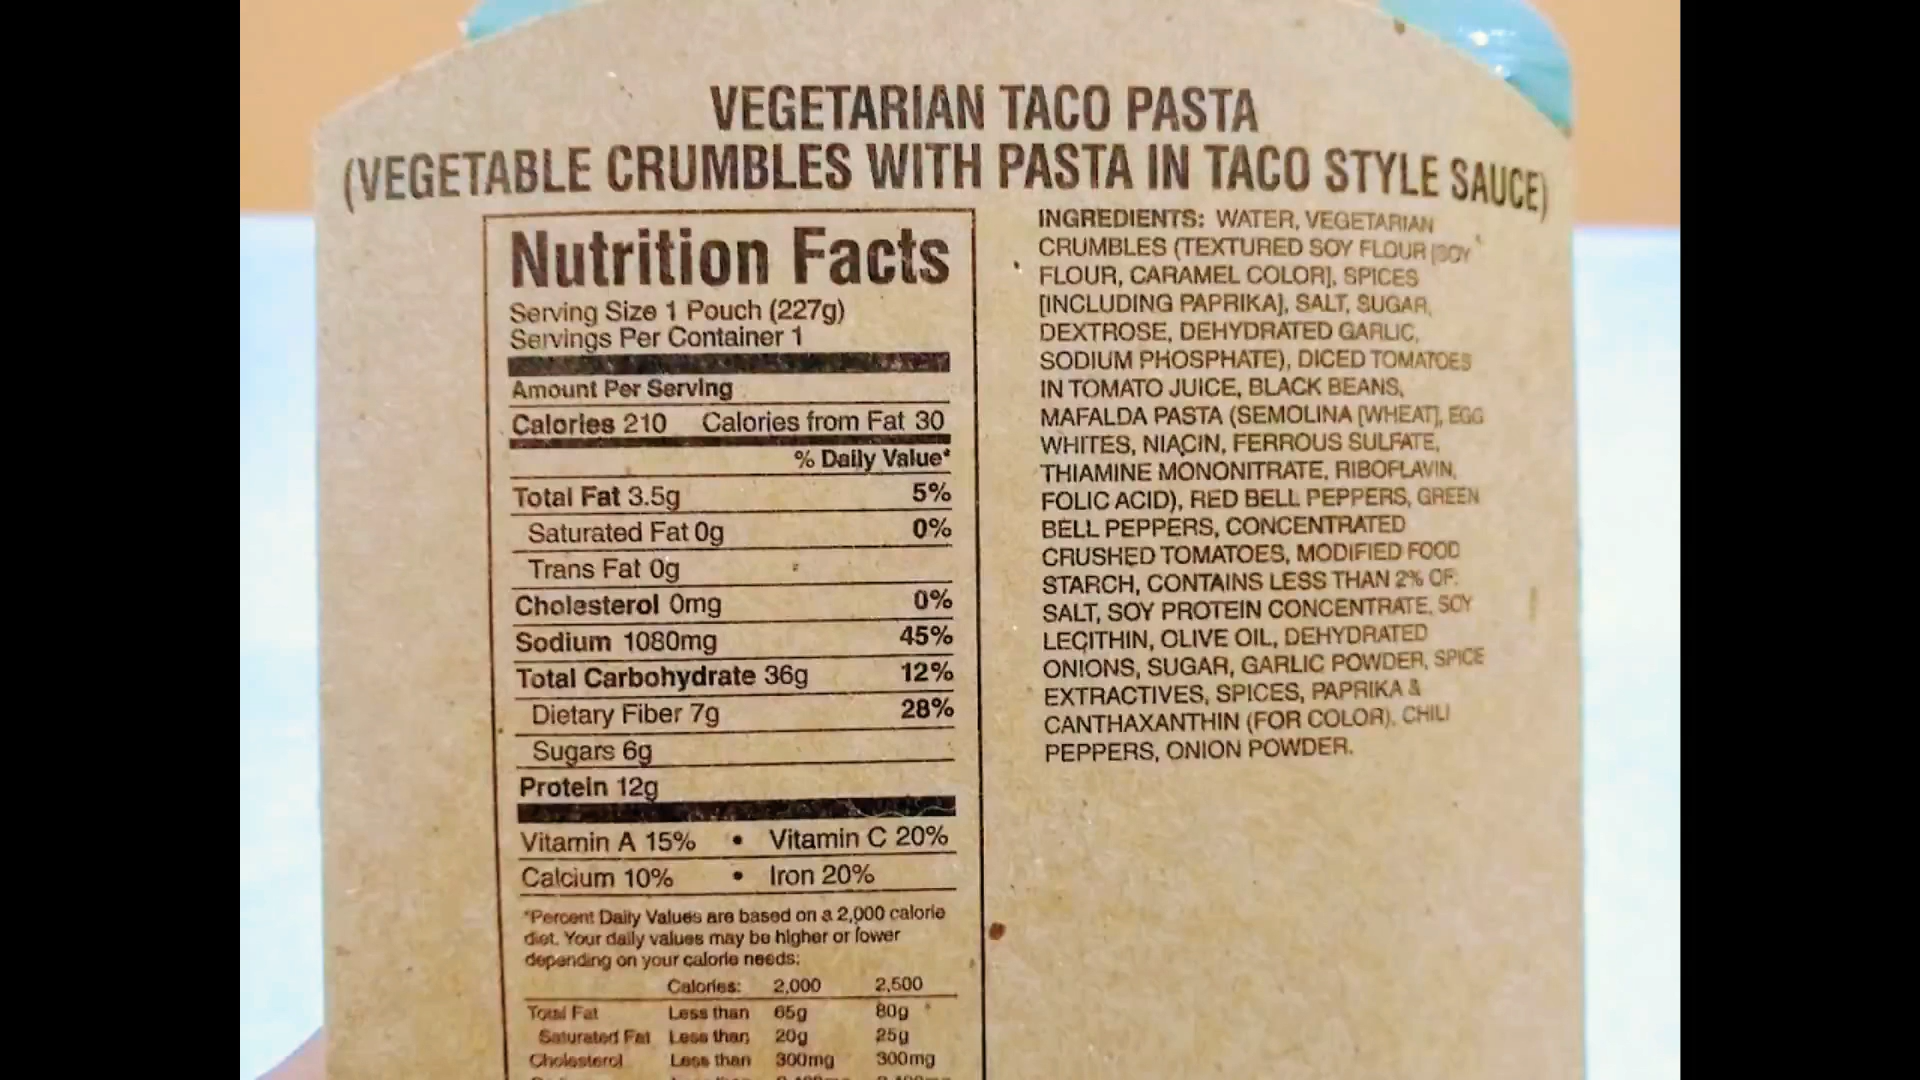 VEGETARIAN TACO PASTA
(VEGETABLE CRUMBLES WITH PASTA IN TACO STYLE SAUCE)
Nutrition Facts
Serving Size 1 Pouch (227g)
Servings Per Container 1
Amount Per Serving
Calories 210 Calories from Fat 30
% Daily Value*
Total Fat 3.5g 5%
Saturated Fat 0g 0%
Trans Fat 0g
Cholesterol 0mg 0%
Sodium 1080mg 45%
Total Carbohydrate 36g 12%
Dietary Fiber 7g 28%
Sugars 6g
Protein 12g
Vitamin A 15% • Vitamin C 20%
Calcium 10% • Iron 20%
*Percent Daily Values are based on a 2,000 calorie
diet. Your daily values may be higher or lower
depending on your calorie needs:
Calories: 2,000 2,500
Total Fat Less than 65g 80g
Saturated Fat Less than 20g 25g
Cholesterol Less than 300mg 300mg
INGREDIENTS: WATER, VEGETARIAN
CRUMBLES (TEXTURED SOY FLOUR [SOY
FLOUR, CARAMEL COLOR], SPICES
[INCLUDING PAPRIKA], SALT, SUGAR,
DEXTROSE, DEHYDRATED GARLIC,
SODIUM PHOSPHATE), DICED TOMATOES
IN TOMATO JUICE, BLACK BEANS,
MAFALDA PASTA (SEMOLINA [WHEAT], EGG
WHITES, NIACIN, FERROUS SULFATE,
THIAMINE MONONITRATE, RIBOFLAVIN,
FOLIC ACID), RED BELL PEPPERS, GREEN
BELL PEPPERS, CONCENTRATED
CRUSHED TOMATOES, MODIFIED FOOD
STARCH, CONTAINS LESS THAN 2% OF:
SALT, SOY PROTEIN CONCENTRATE, SOY
LECITHIN, OLIVE OIL, DEHYDRATED
ONIONS, SUGAR, GARLIC POWDER, SPICE
EXTRACTIVES, SPICES, PAPRIKA &
CANTHAXANTHIN (FOR COLOR), CHILI
PEPPERS, ONION POWDER.